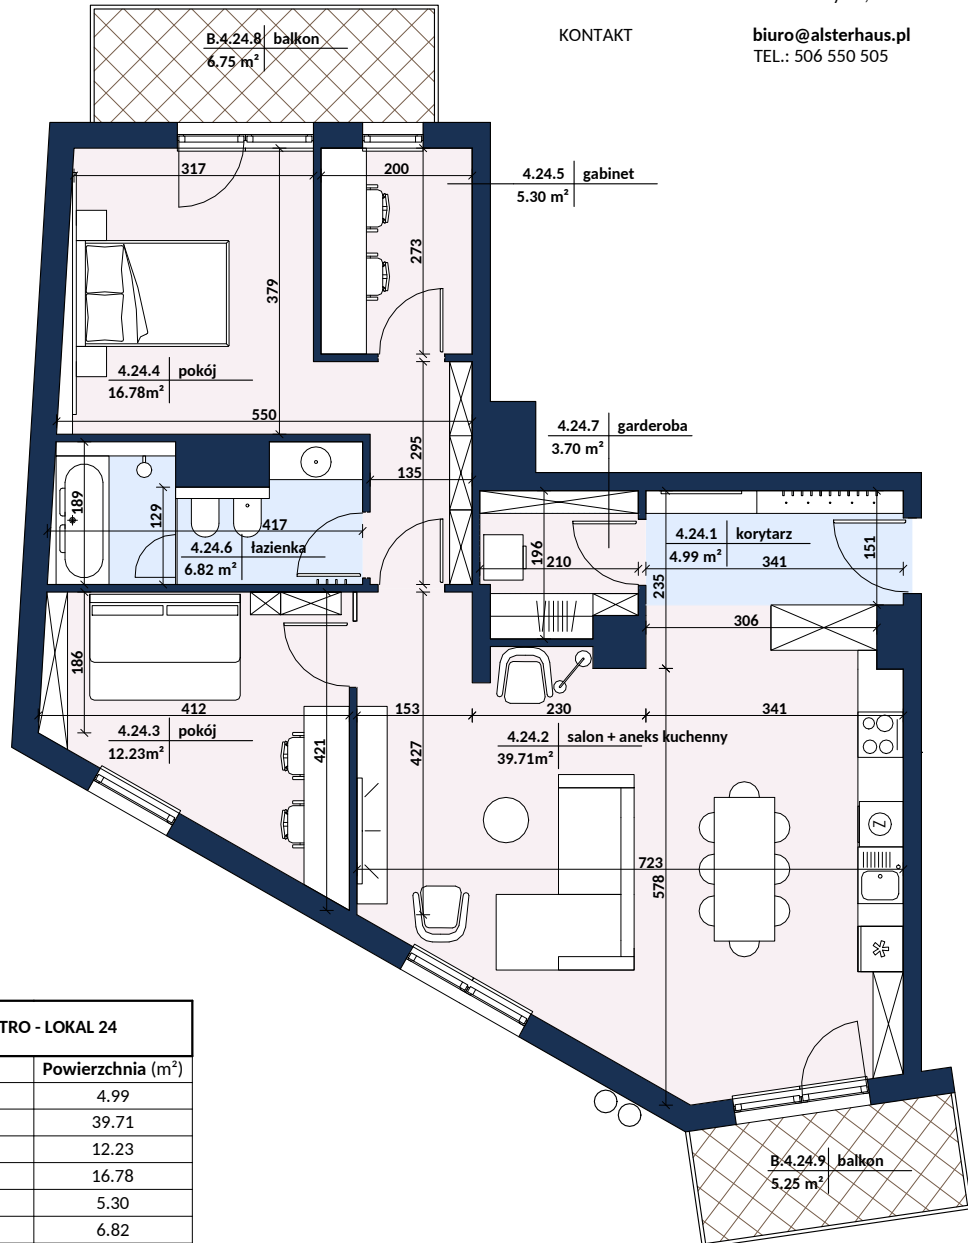 KONTAKT
biuro@alsterhaus.pl
TEL.: 506 550 505
B.4.24.8 balkon
6.75 m²
317
200
4.24.5 gabinet
5.30 m²
273
379
4.24.4 pokój
16.78m²
550
4.24.7 garderoba
3.70 m²
295
135
189
129
417
4.24.6 łazienka
6.82 m²
196
210
4.24.1 korytarz
4.99 m²
151
341
235
306
186
412
153
230
341
4.24.3 pokój
12.23m²
421
427
4.24.2 salon + aneks kuchenny
39.71m²
Z
723
578
TRO - LOKAL 24
Powierzchnia (m²)
4.99
39.71
12.23
16.78
5.30
6.82
B.4.24.9 balkon
5.25 m²